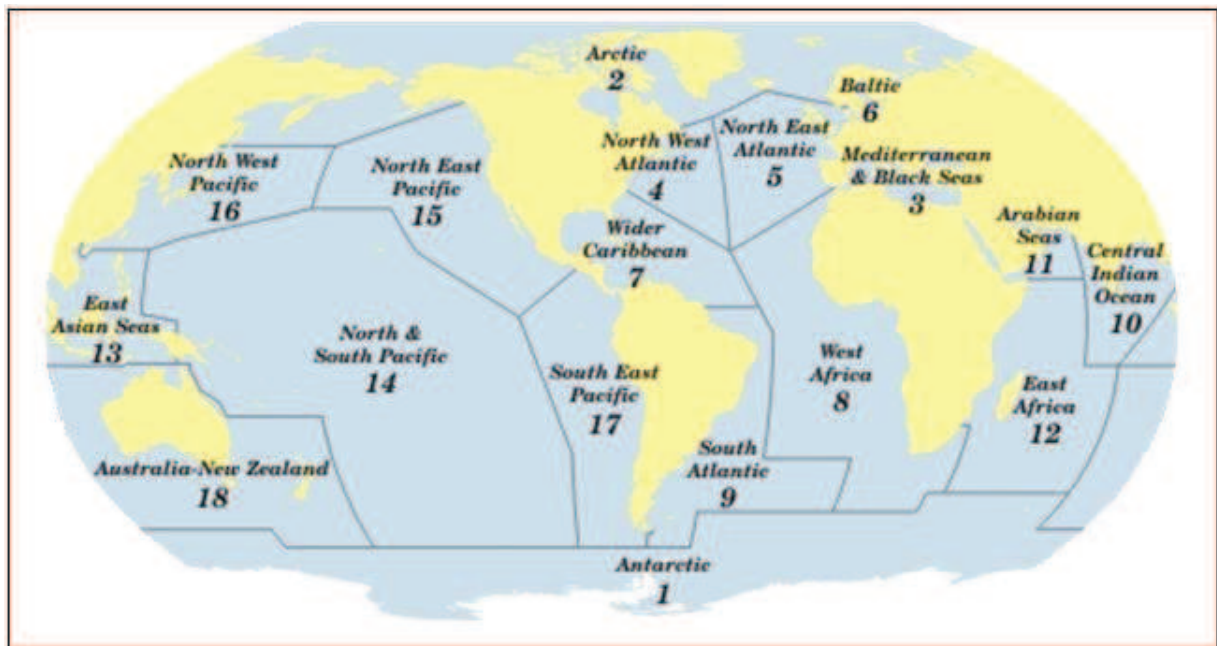 Arctic
2
Baltic
6
North West
Atlantic
4
North East
Atlantic
5
Mediterranean
& Black Seas
3
North West
Pacific
16
North East
Pacific
15
Wider
Caribbean
7
Arabian
Seas
11
Central
Indian
Ocean
10
East
Asian Seas
13
North &
South Pacific
14
South East
Pacific
17
West
Africa
8
East
Africa
12
Australia-New Zealand
18
South
Atlantic
9
Antarctic
1